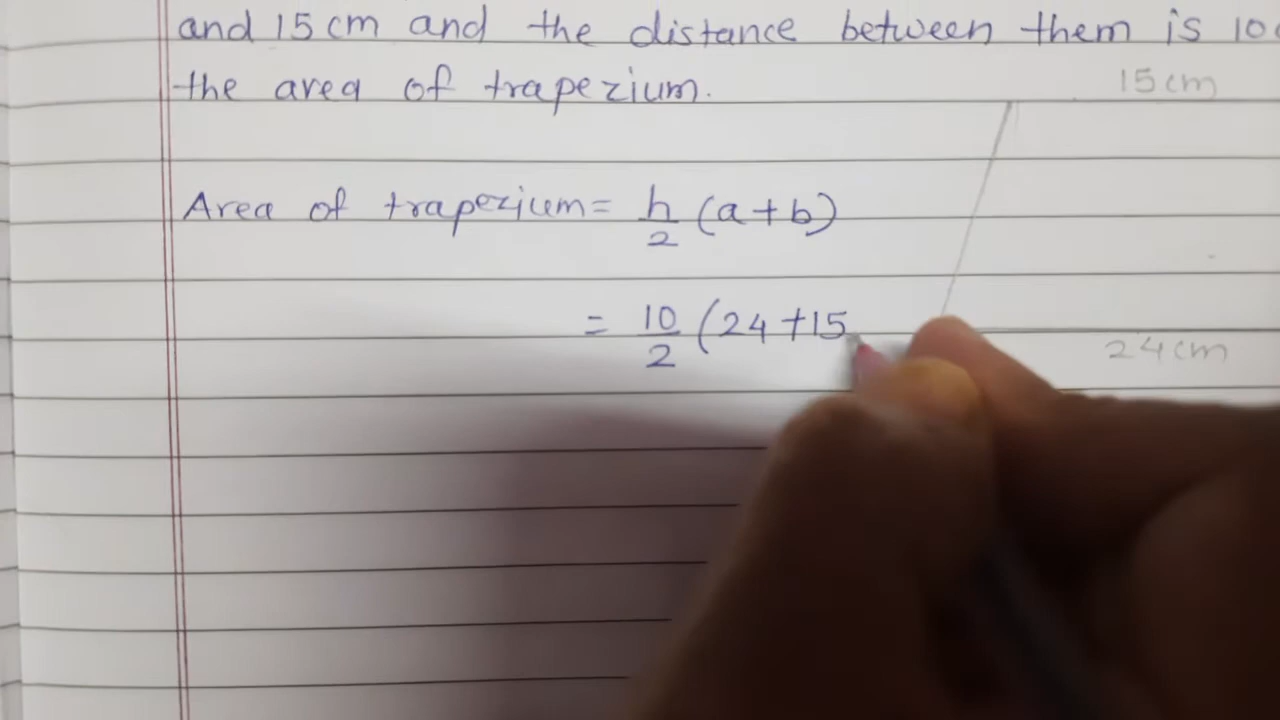 and 15 cm and the distance between them is 10
the area of trapezium.
15 cm
Area of trapezium = h/2 (a+b)
= 10/2 (24+15
24 cm